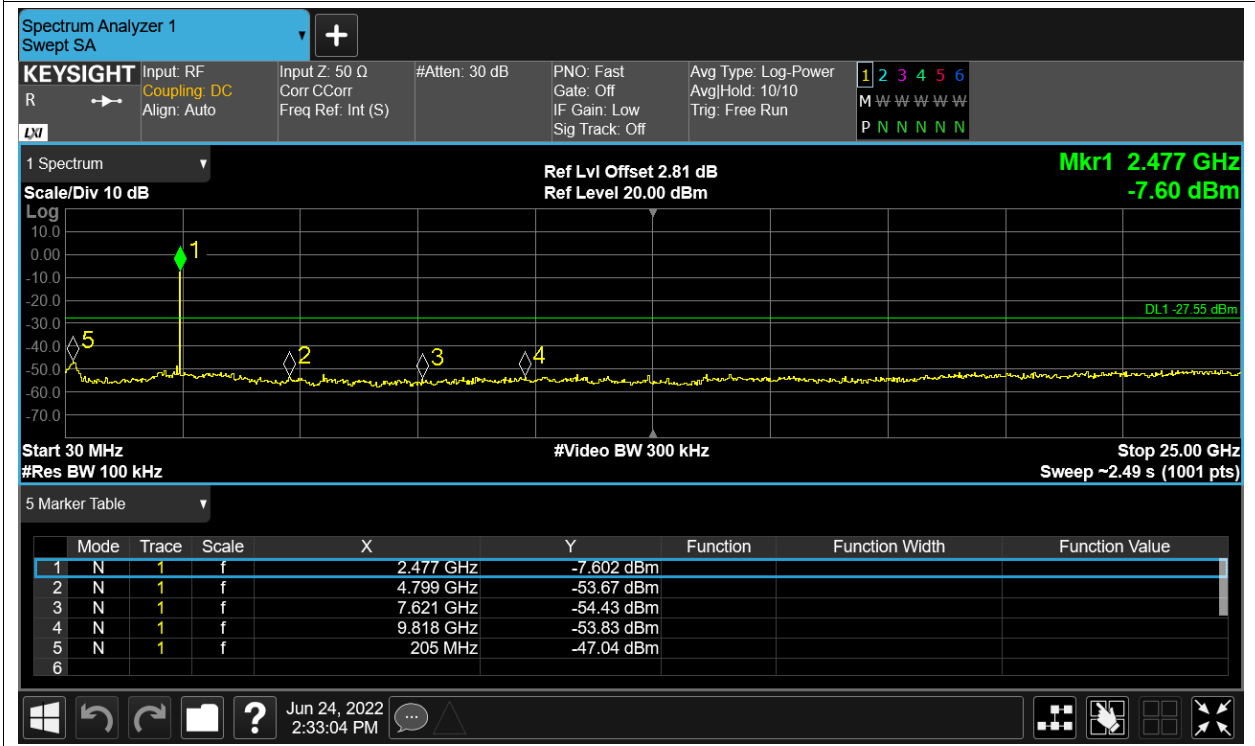 Spectrum Analyzer 1
Swept SA
KEYSIGHT Input: RF Input Z: 50 Ω #Atten: 30 dB PNO: Fast Avg Type: Log-Power 1 2 3 4 5 6
R Coupling: DC Corr CCorr Gate: Off Avg|Hold: 10/10 M W W W W W
Align: Auto Freq Ref: Int (S) IF Gain: Low Trig: Free Run
LXI Sig Track: Off P N N N N N
1 Spectrum Ref Lvl Offset 2.81 dB Mkr1 2.477 GHz
Scale/Div 10 dB Ref Level 20.00 dBm -7.60 dBm
Log
10.0
0.00 1
-10.0
-20.0
DL1 -27.55 dBm
-30.0
-40.0 5 2 3 4
-50.0
-60.0
-70.0
Start 30 MHz #Video BW 300 kHz Stop 25.00 GHz
#Res BW 100 kHz Sweep ~2.49 s (1001 pts)
5 Marker Table
Mode Trace Scale X Y Function Function Width Function Value
1 N 1 f 2.477 GHz -7.602 dBm
2 N 1 f 4.799 GHz -53.67 dBm
3 N 1 f 7.621 GHz -54.43 dBm
4 N 1 f 9.818 GHz -53.83 dBm
5 N 1 f 205 MHz -47.04 dBm
6
? Jun 24, 2022
2:33:04 PM